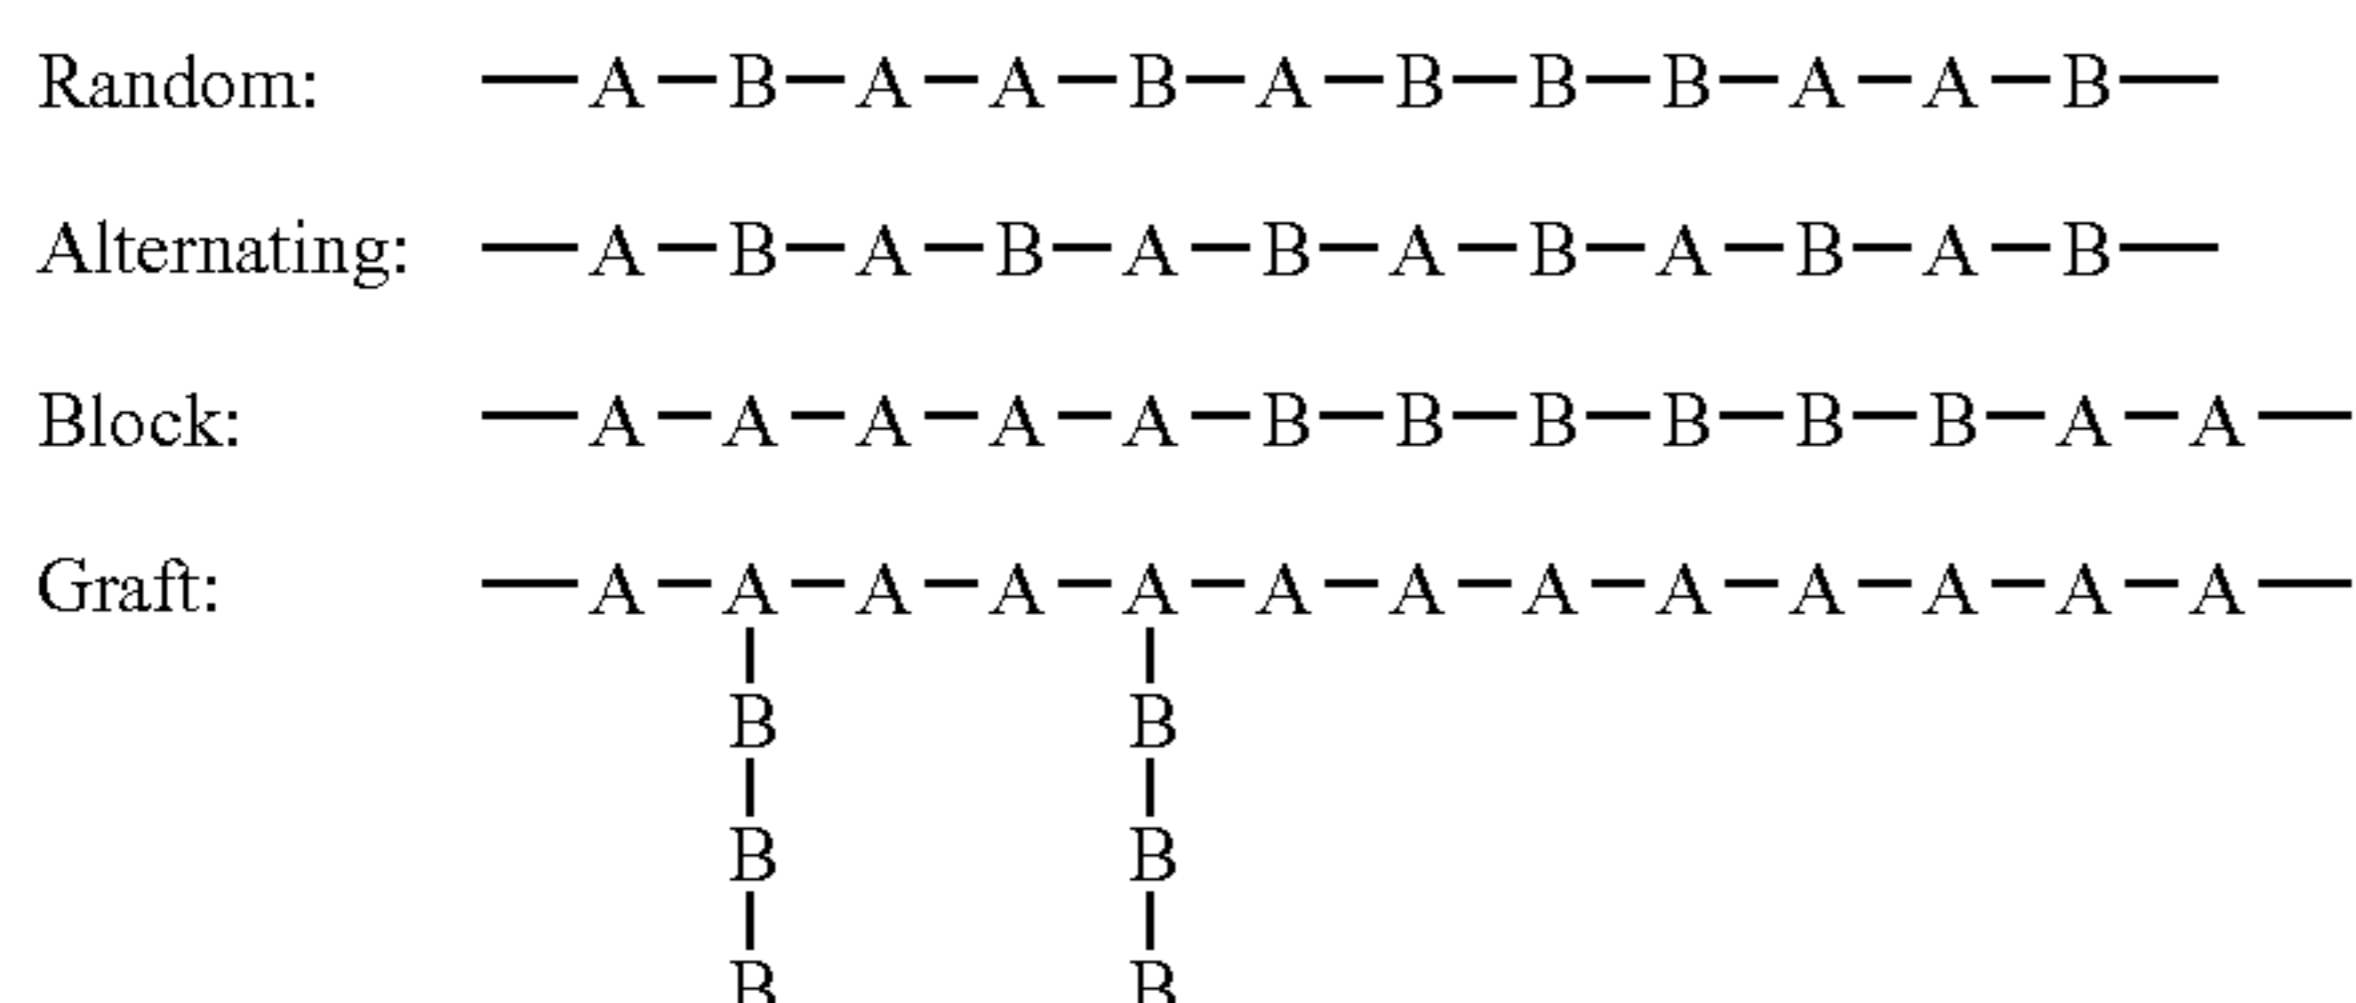 Random: —A—B—A—A—B—A—B—B—B—A—A—B—
Alternating: —A—B—A—B—A—B—A—B—A—B—A—B—
Block: —A—A—A—A—A—B—B—B—B—B—B—A—A—
Graft: —A—A—A—A—A—A—A—A—A—A—A—A—A—
B B
B B
B B